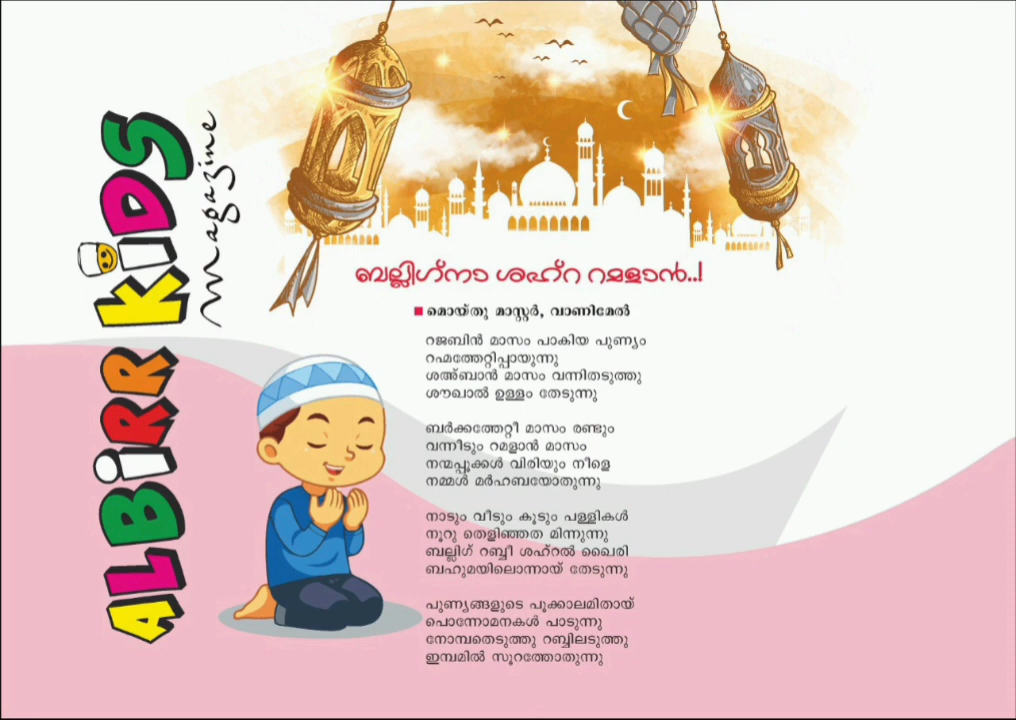 ALBIRR KIDS
magazine
ബല്ലിഗ്നാ ശഹ്റ റമളാൻ..!
മൊയ്തു മാസ്റ്റർ, വാണിമേൽ
റജബിൻ മാസം പാകിയ പുണ്യം
റഹ്മത്തേറ്റിപ്പായുന്നു
ശഅ്ബാൻ മാസം വന്നിതടുത്തു
ശൗഖാൽ ഉള്ളം തേടുന്നു
ബർക്കത്തേറ്റീ മാസം രണ്ടും
വന്നീടും റമളാൻ മാസം
നന്മപ്പൂക്കൾ വിരിയും നീളെ
നമ്മൾ മർഹബയോതുന്നു
നാടും വീടും കൂടും പള്ളികൾ
നൂറു തെളിഞ്ഞത മിന്നുന്നു
ബല്ലിഗ് റബ്ബീ ശഹ്റൽ ഖൈരി
ബഹുമയിലൊന്നായ് തേടുന്നു
പുണ്യങ്ങളുടെ പൂക്കാലമിതായ്
പൊന്നോമനകൾ പാടുന്നു
നോമ്പതെടുത്തു റബ്ബിലടുത്തു
ഇമ്പമിൽ സൂറത്തോതുന്നു